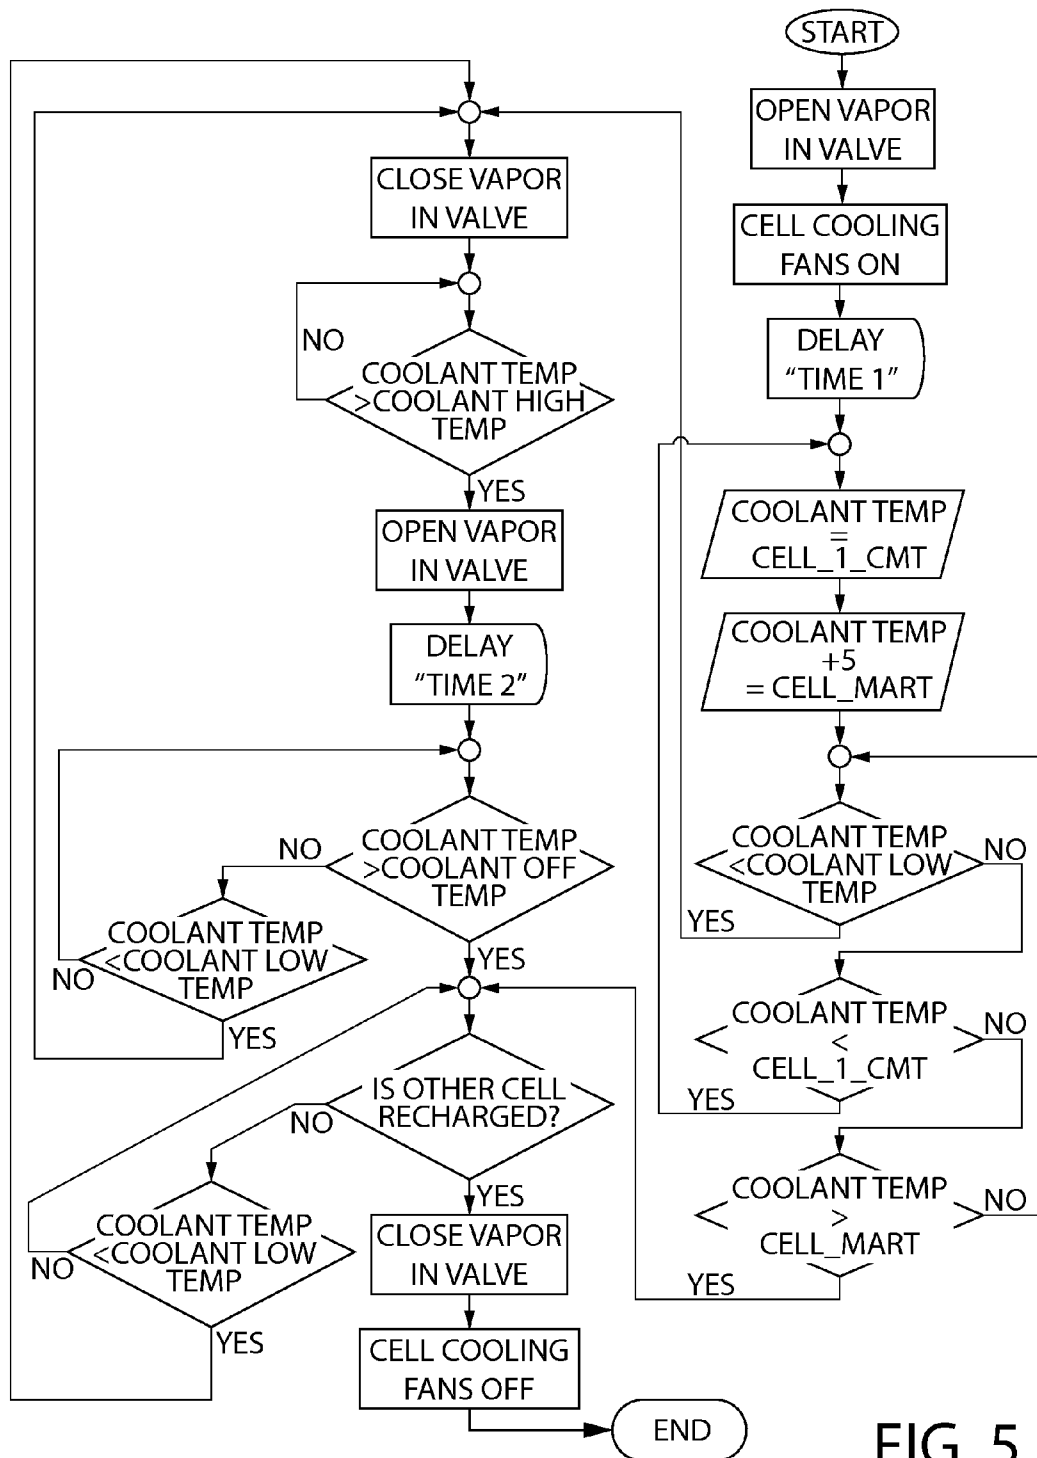 START
OPEN VAPOR
IN VALVE
CELL COOLING
FANS ON
DELAY
“TIME 1”
COOLANT TEMP
=
CELL_1_CMT
COOLANT TEMP
+5
= CELL_MART
COOLANT TEMP
<COOLANT LOW
TEMP
NO
YES
COOLANT TEMP
<
CELL_1_CMT
NO
YES
COOLANT TEMP
>
CELL_MART
NO
YES
CLOSE VAPOR
IN VALVE
NO
COOLANT TEMP
>COOLANT HIGH
TEMP
YES
OPEN VAPOR
IN VALVE
DELAY
“TIME 2”
NO
COOLANT TEMP
>COOLANT OFF
TEMP
YES
COOLANT TEMP
<COOLANT LOW
TEMP
NO
YES
IS OTHER CELL
RECHARGED?
NO
YES
COOLANT TEMP
<COOLANT LOW
TEMP
NO
YES
CLOSE VAPOR
IN VALVE
CELL COOLING
FANS OFF
END
FIG. 5